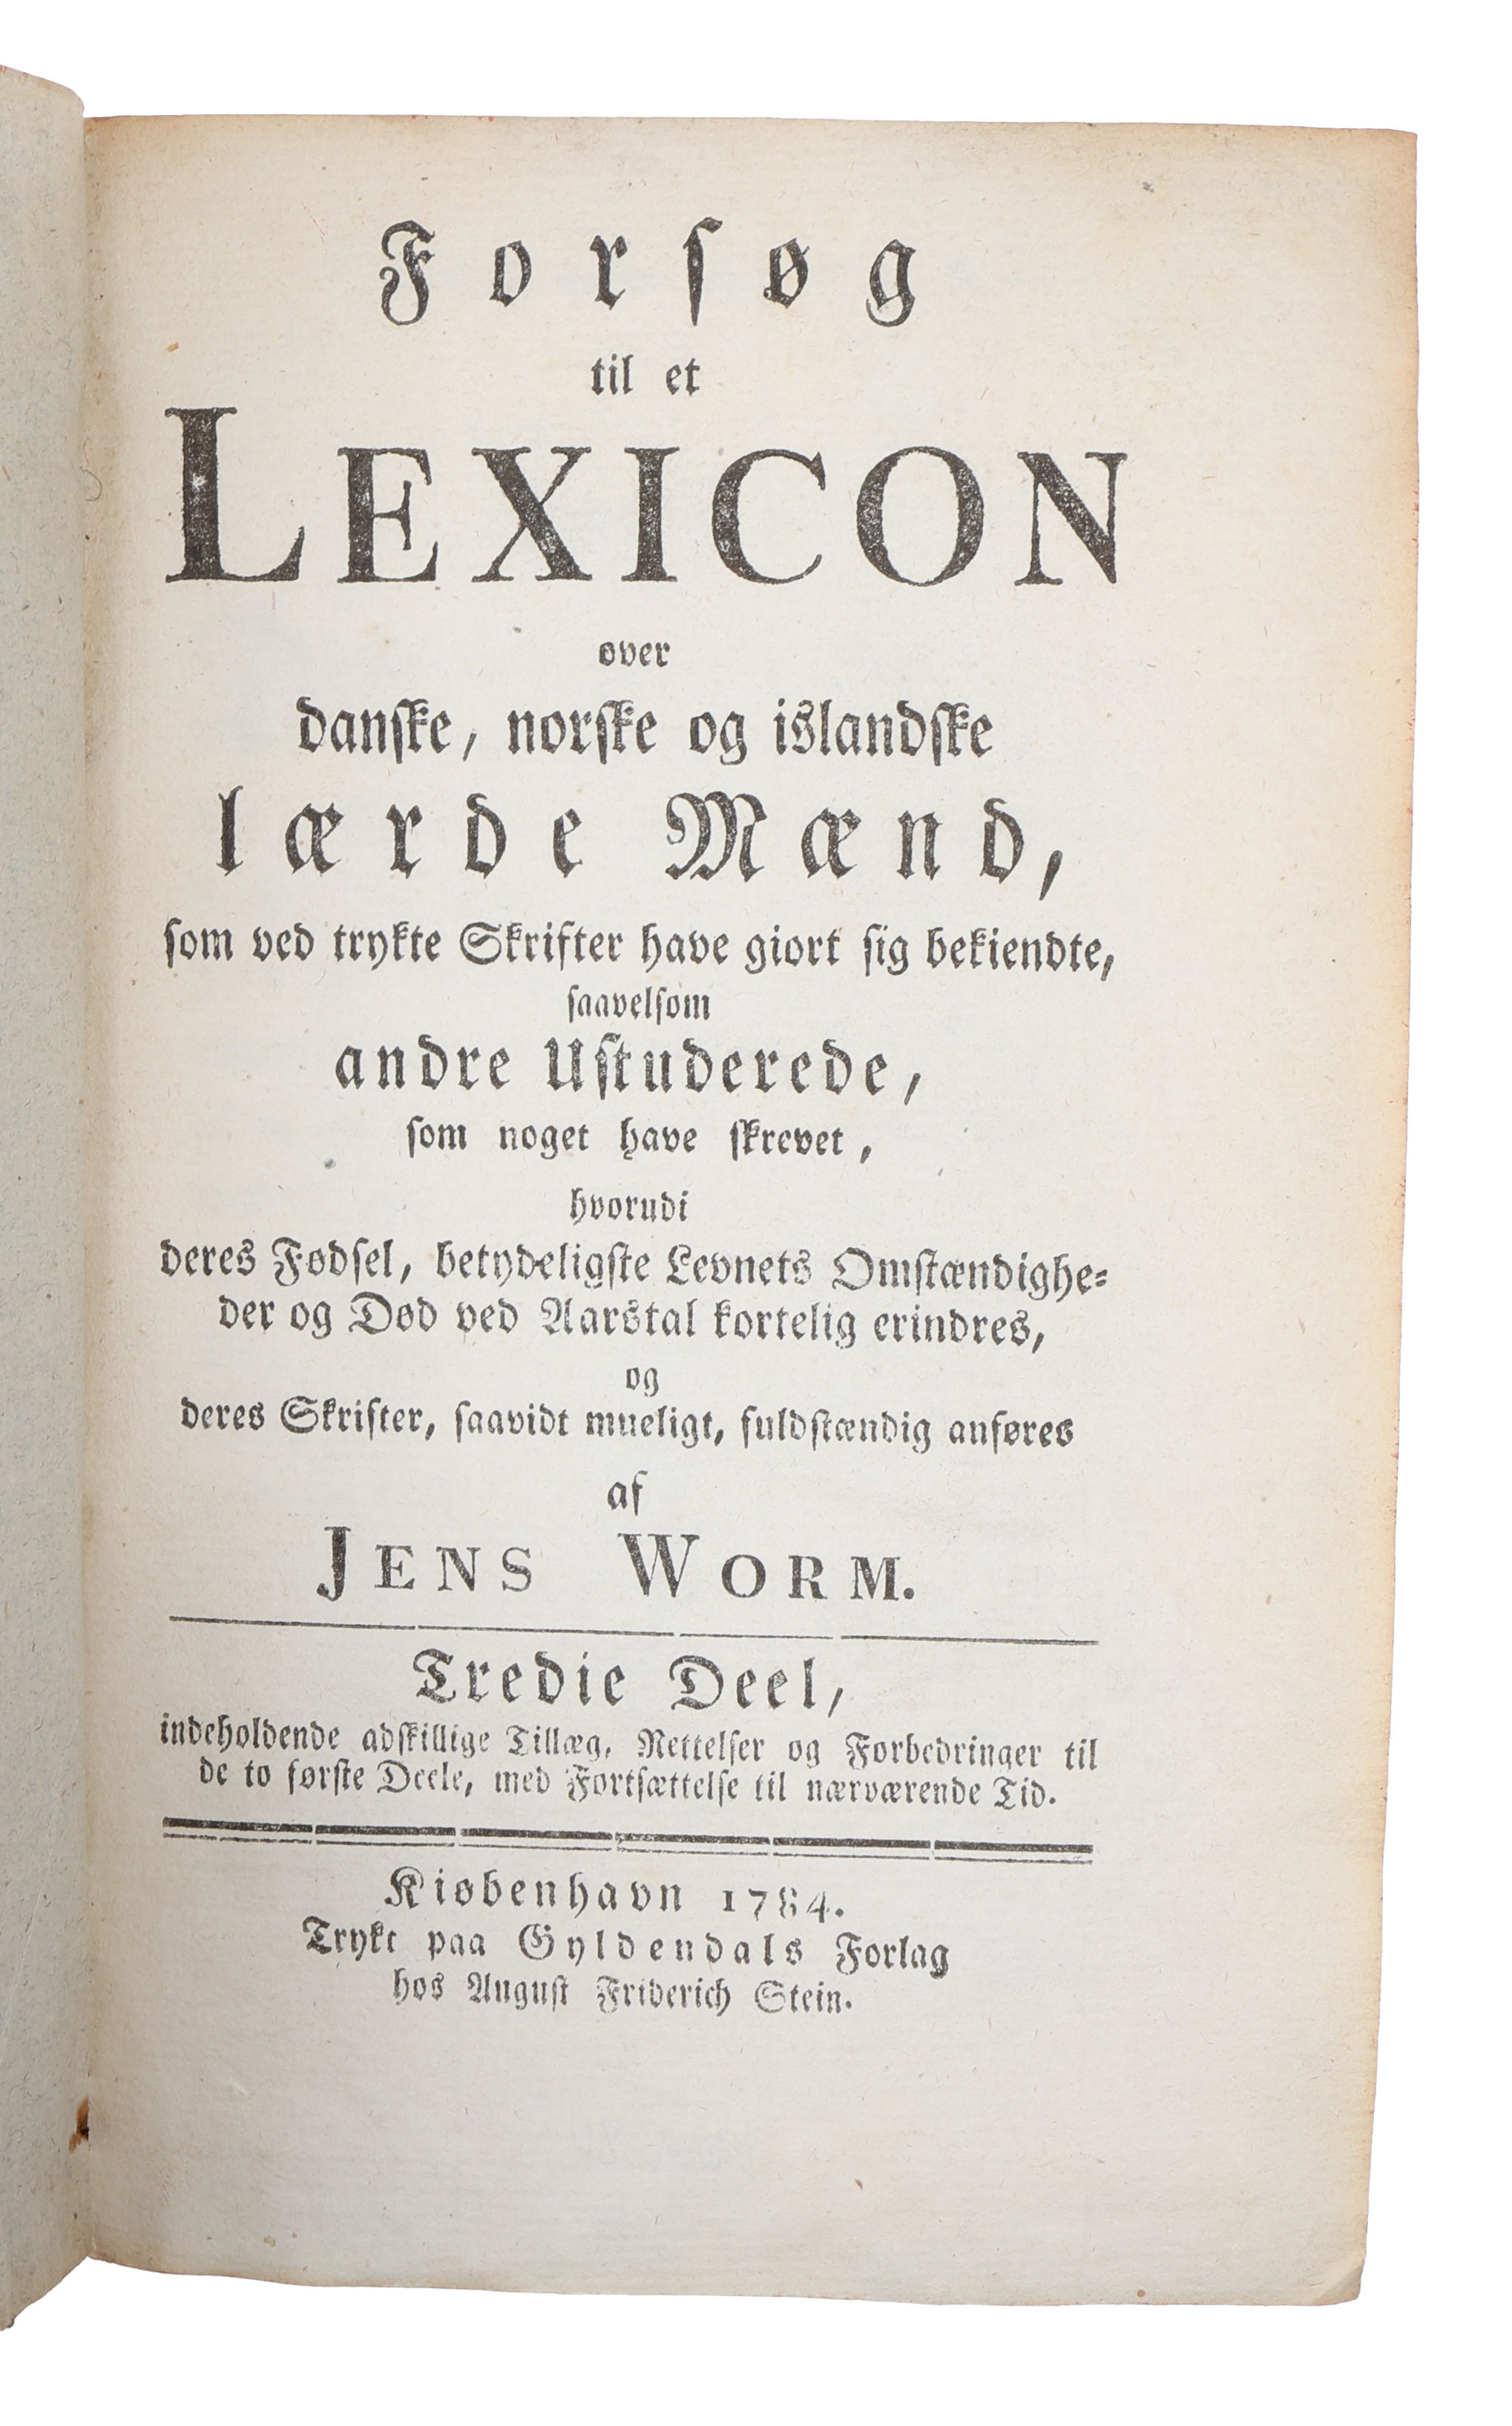 Forsøg
til et
LEXICON
over
danske, norske og islandske
lærde Mænd,
som ved trykte Skrifter have giort sig bekiendte,
saavelsom
andre Ustuderede,
som noget have skrevet,
hvorudi
deres Fødsel, betydeligste Levnets Omstændighe-
der og Død ved Aarstal kortelig erindres,
og
deres Skrifter, saavidt mueligt, fuldstændig anføres
af
JENS WORM.
Tredie Deel,
indeholdende adskillige Tillæg, Rettelser og Forbedringer til
de to første Deele, med Fortsættelse til nærværende Tid.
Kiøbenhavn 1784.
Trykt paa Gyldendals Forlag
hos August Friderich Stein.